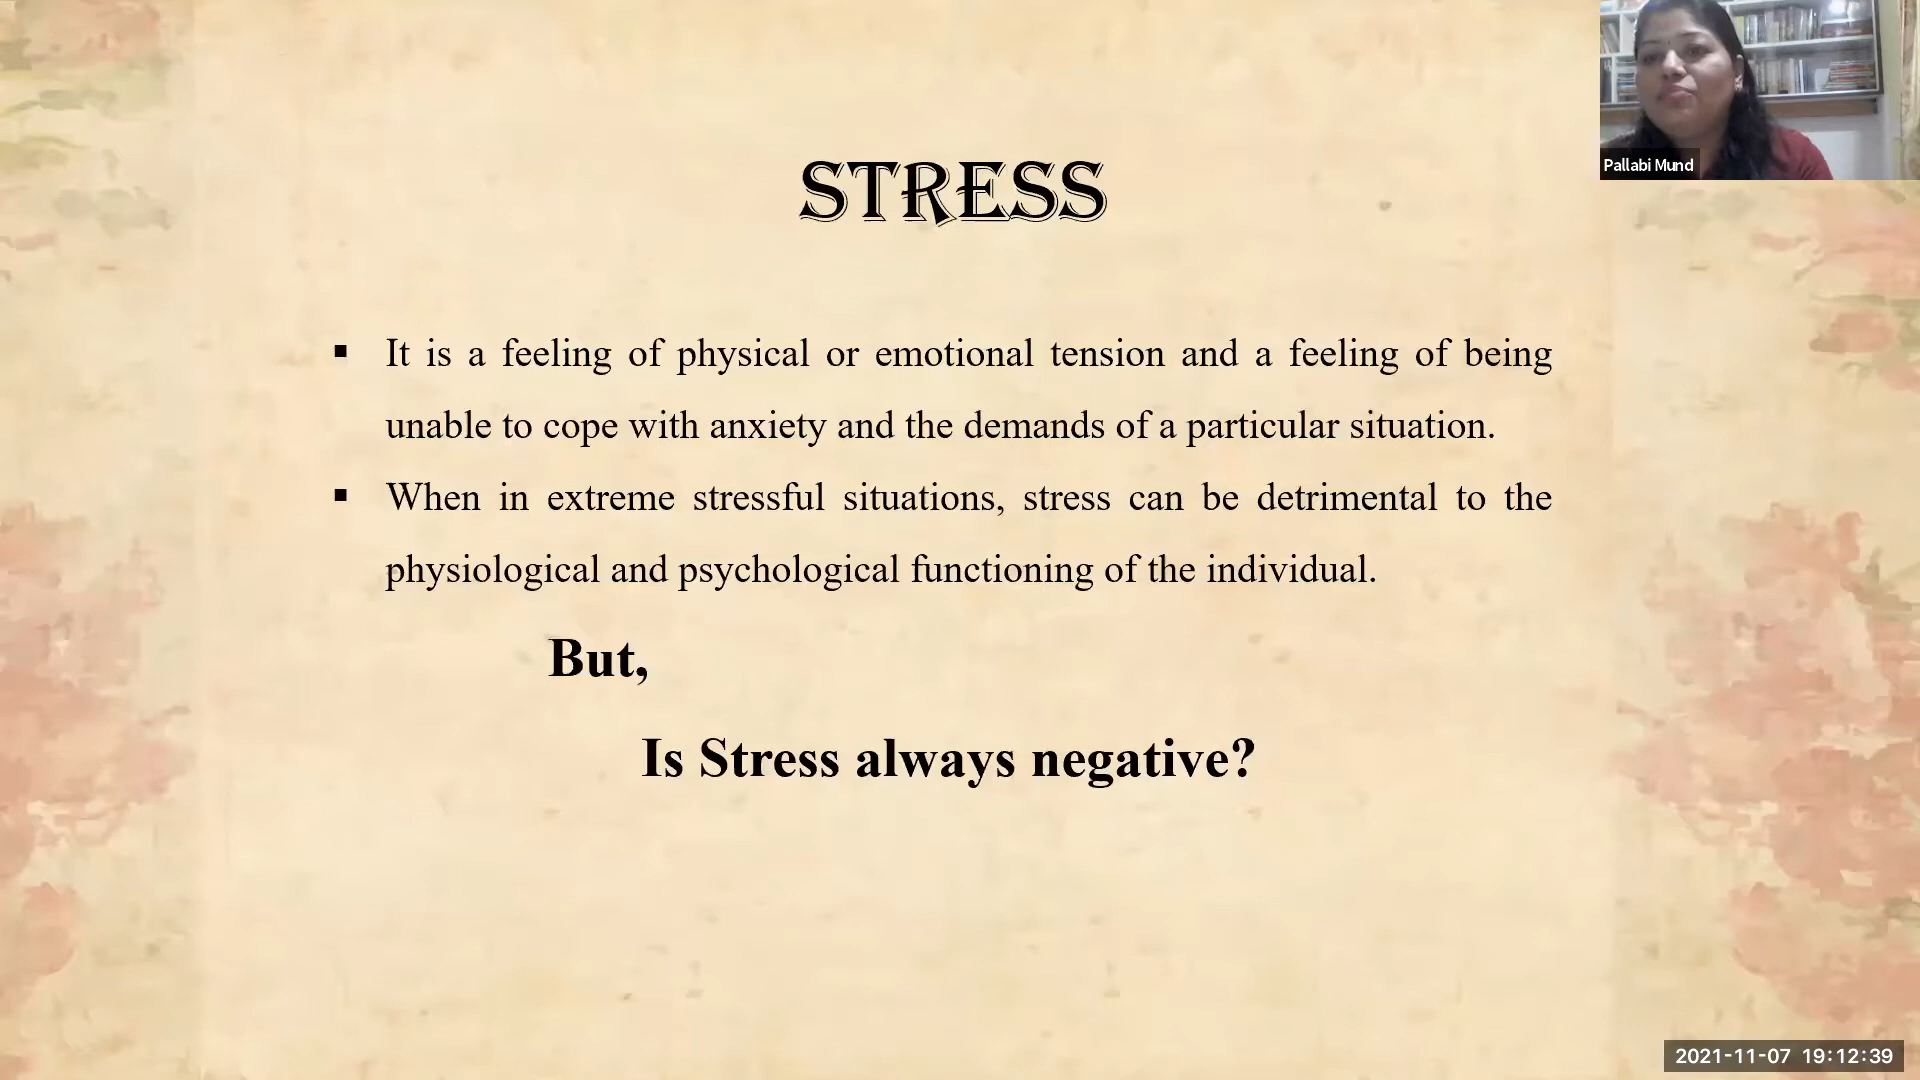 Pallabi Mund
STRESS
▪ It is a feeling of physical or emotional tension and a feeling of being
unable to cope with anxiety and the demands of a particular situation.
▪ When in extreme stressful situations, stress can be detrimental to the
physiological and psychological functioning of the individual.
But,
Is Stress always negative?
2021-11-07 19:12:39